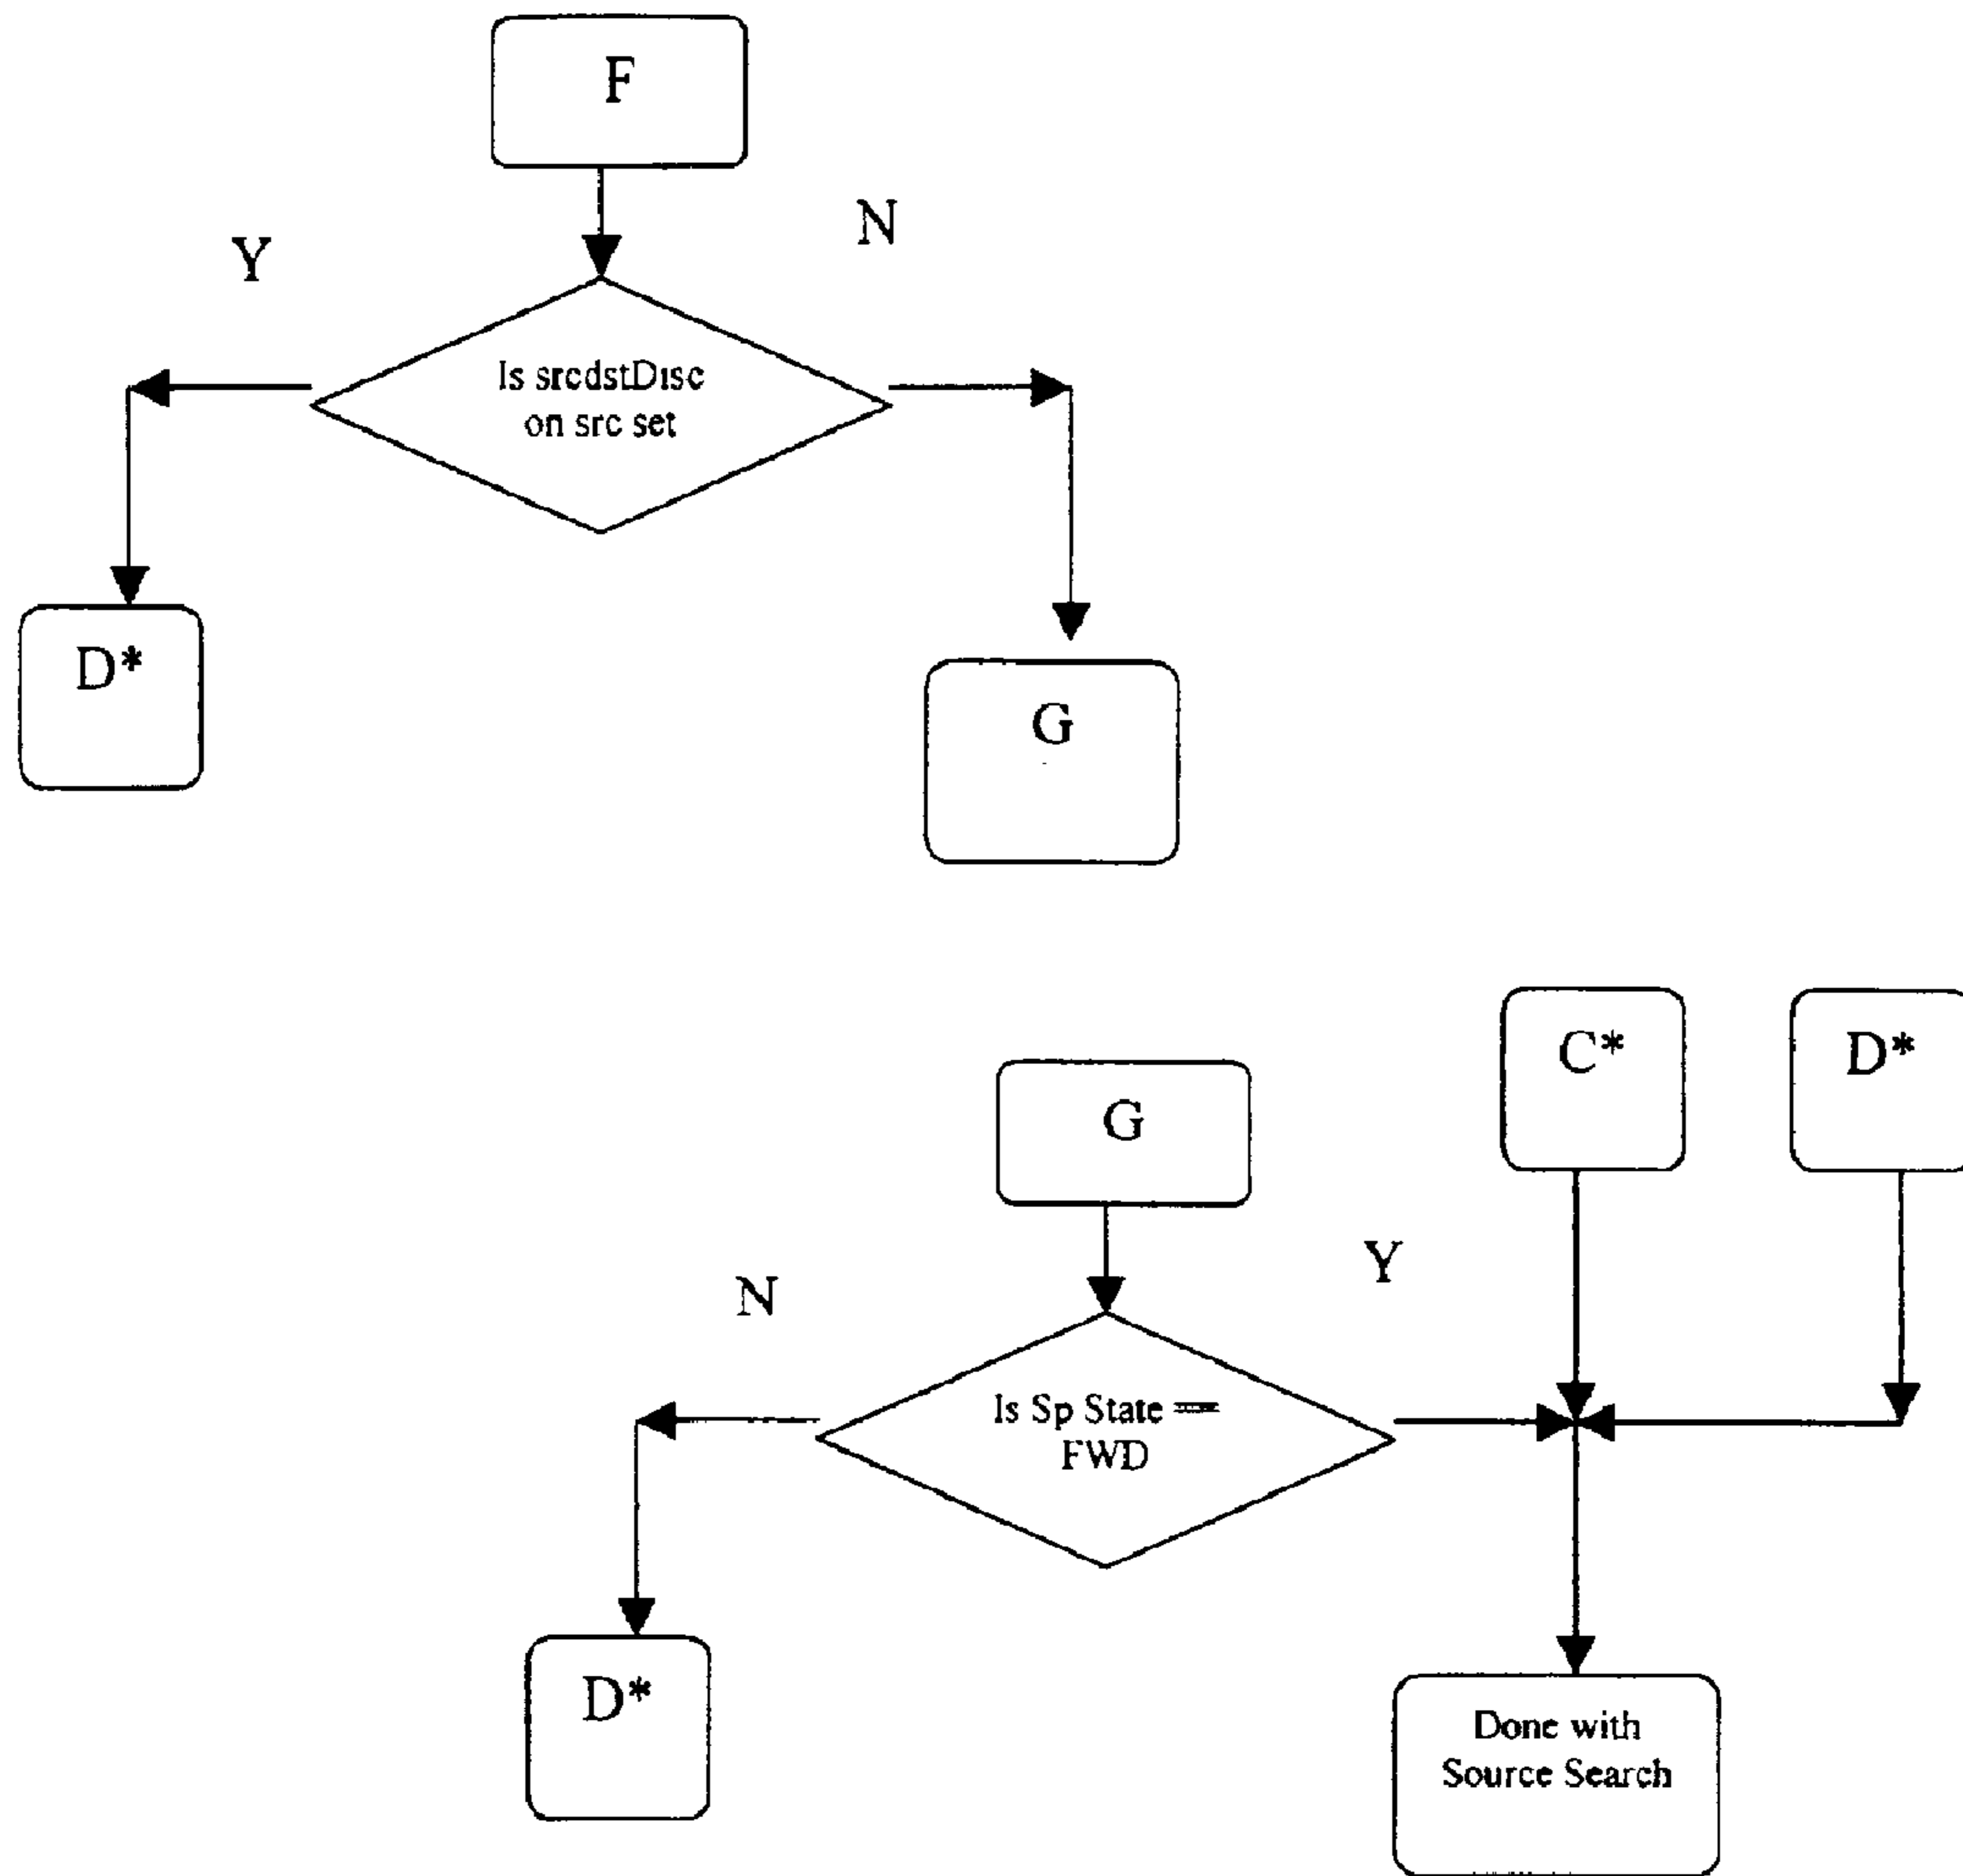 F
Y
N
Is srcdstDisc
on src set
D*
G
C*
D*
G
N
Y
Is Sp State ==
FWD
D*
Done with
Source Search